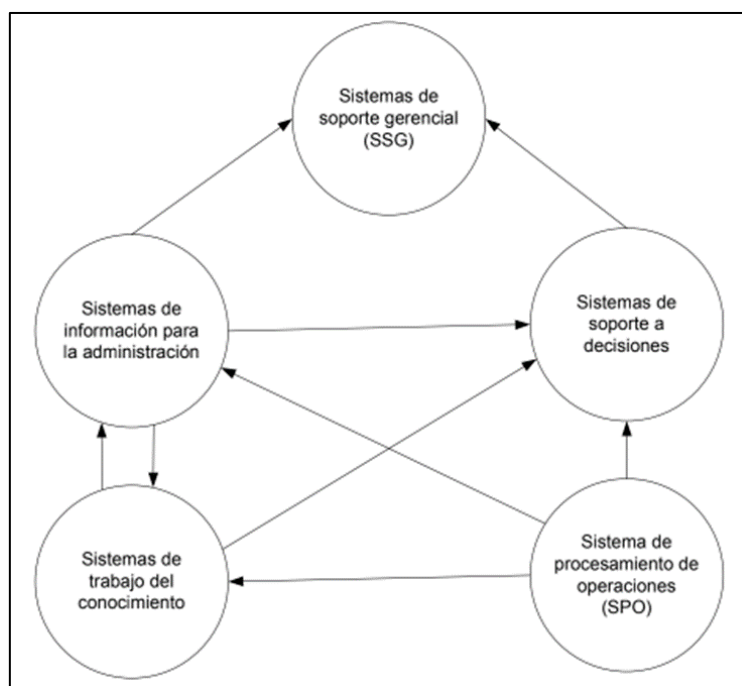 Sistemas de
soporte gerencial
(SSG)
Sistemas de
información para
la administración
Sistemas de
soporte a
decisiones
Sistemas de
trabajo del
conocimiento
Sistema de
procesamiento de
operaciones
(SPO)